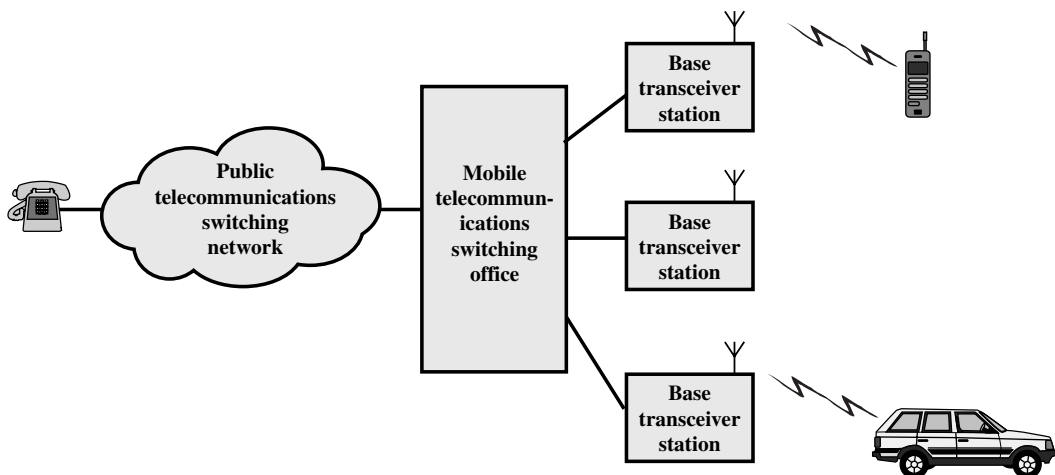 Public
telecommunications
switching
network
Mobile
telecommun-
ications
switching
office
Base
transceiver
station
Base
transceiver
station
Base
transceiver
station